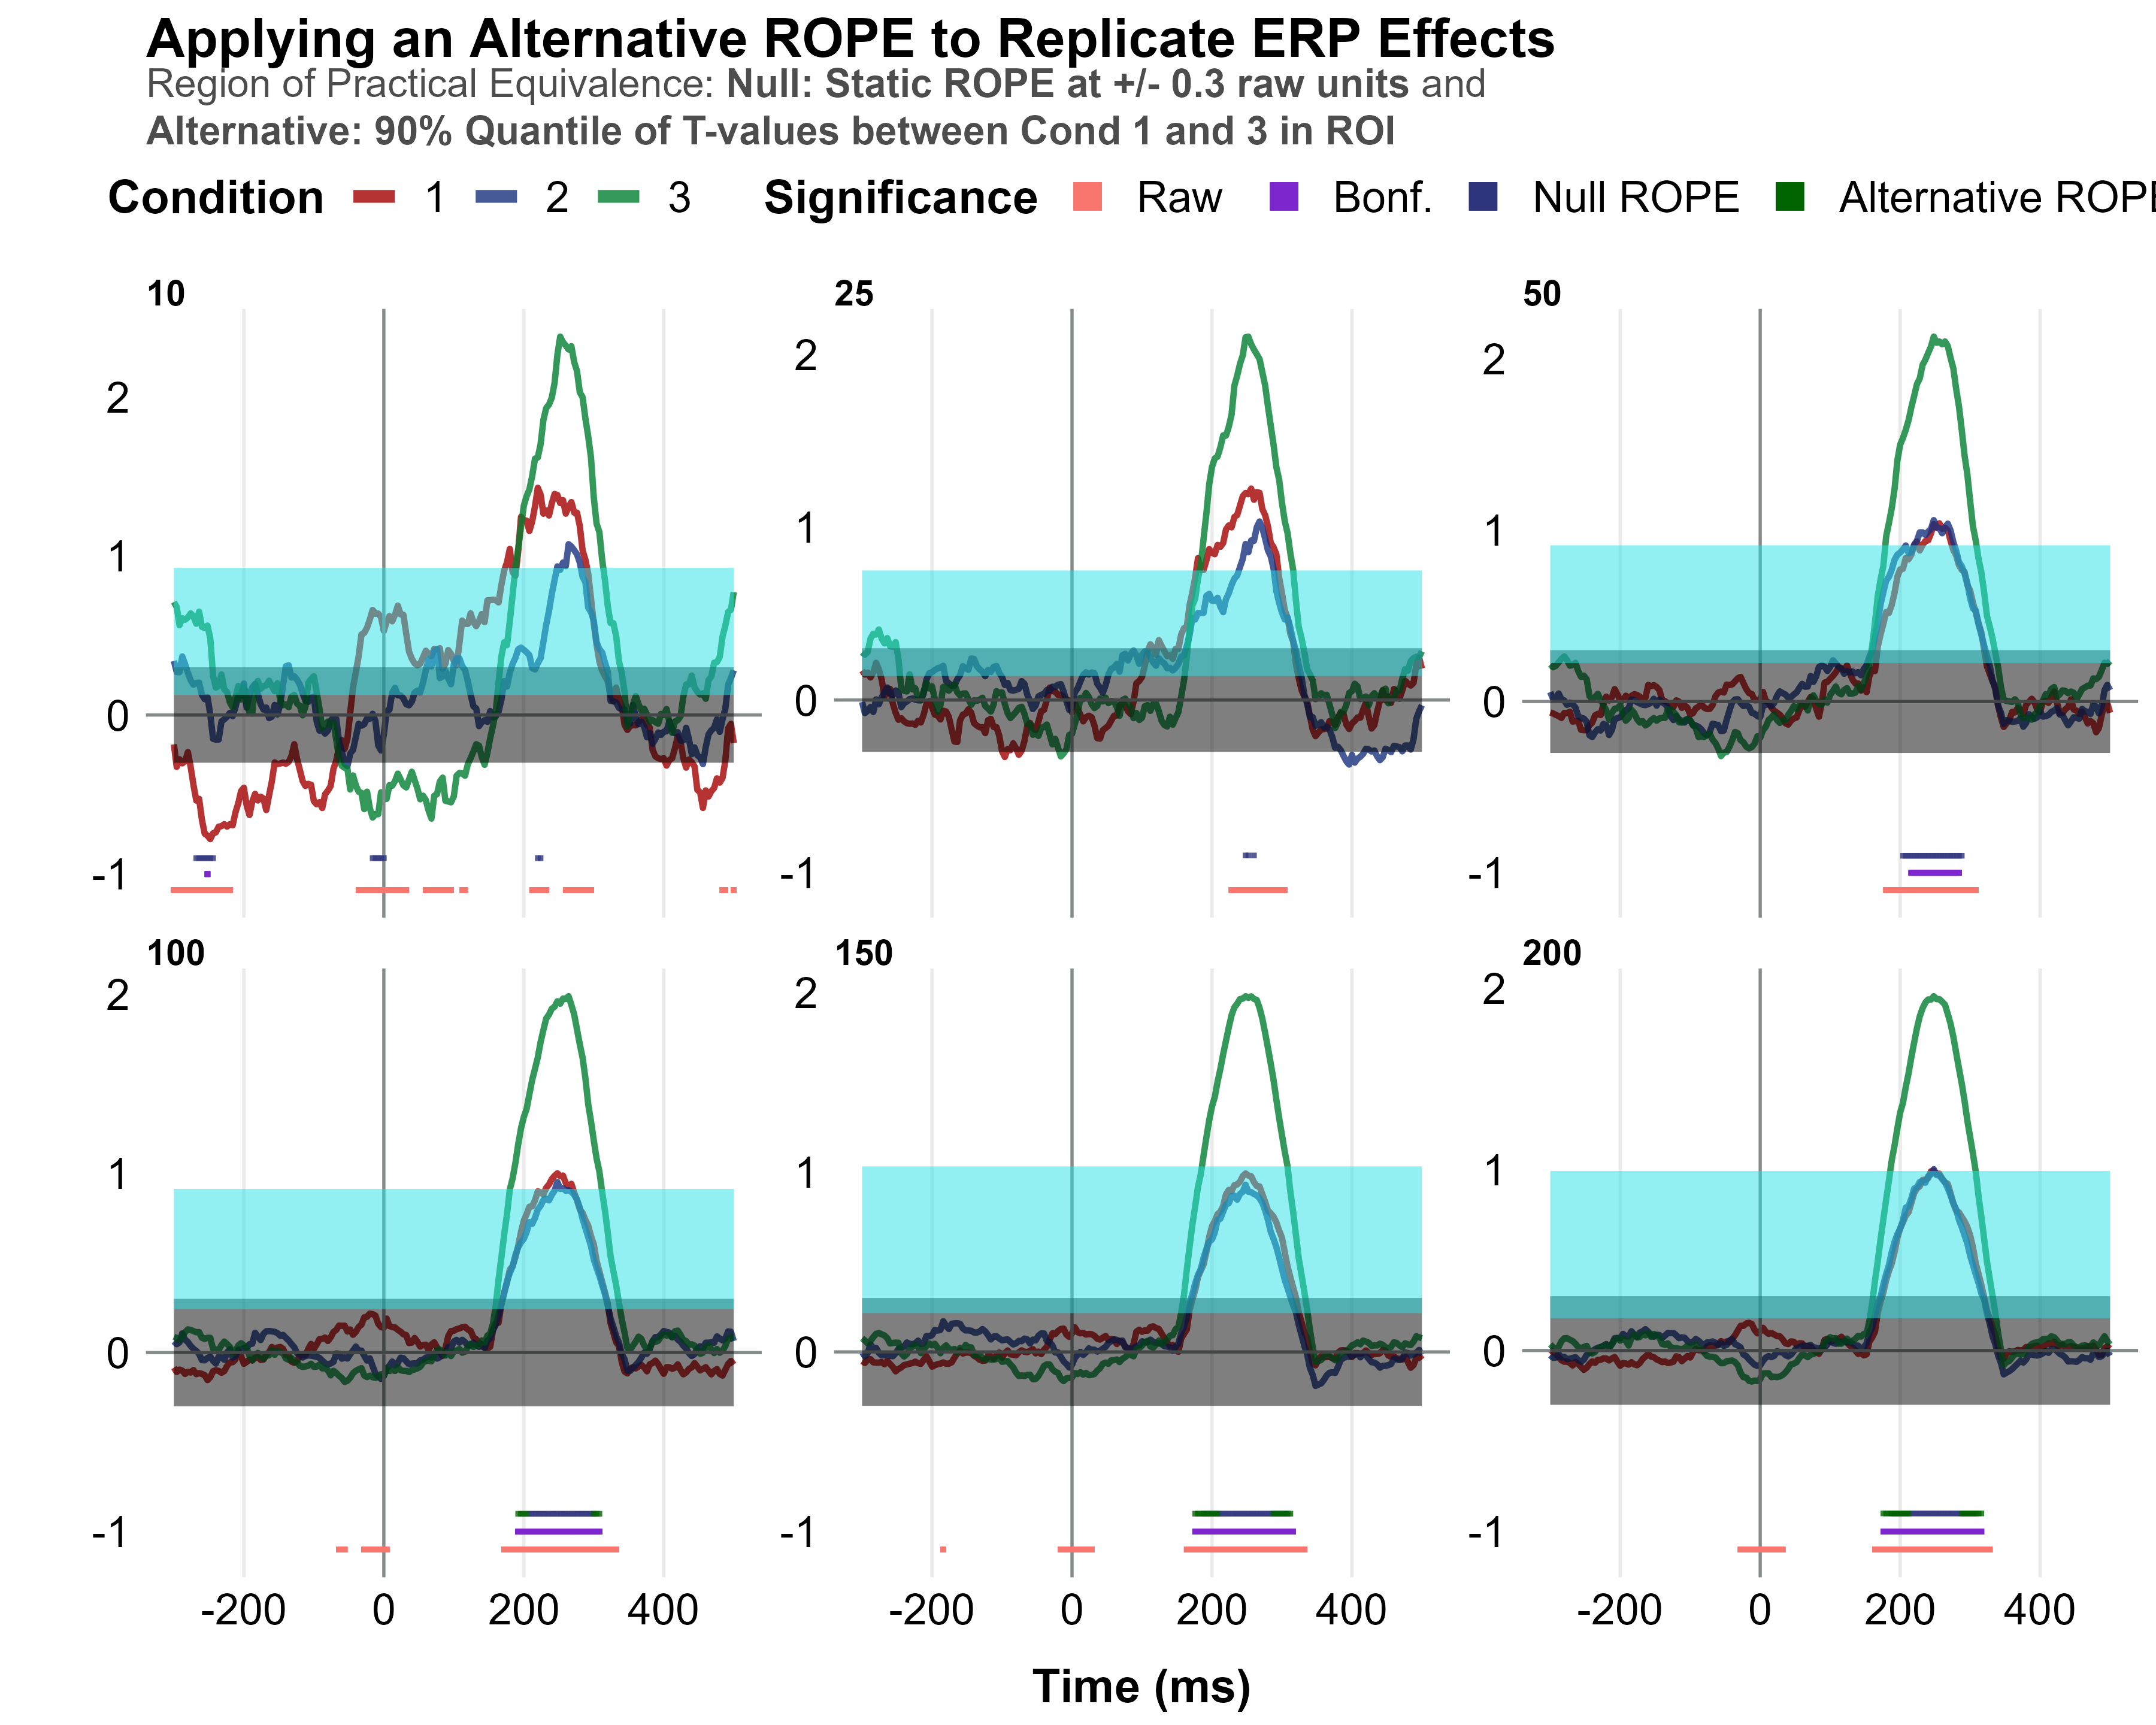 Applying an Alternative ROPE to Replicate ERP Effects
Region of Practical Equivalence: Null: Static ROPE at +/- 0.3 raw units and
Alternative: 90% Quantile of T-values between Cond 1 and 3 in ROI
Condition 1 2 3 Significance Raw Bonf. Null ROPE Alternative ROPE
10 25 50
2 2 2
1 1 1
0 0 0
-1 -1 -1
100 150 200
2 2 2
1 1 1
0 0 0
-1 -1 -1
-200 0 200 400 -200 0 200 400 -200 0 200 400
Time (ms)